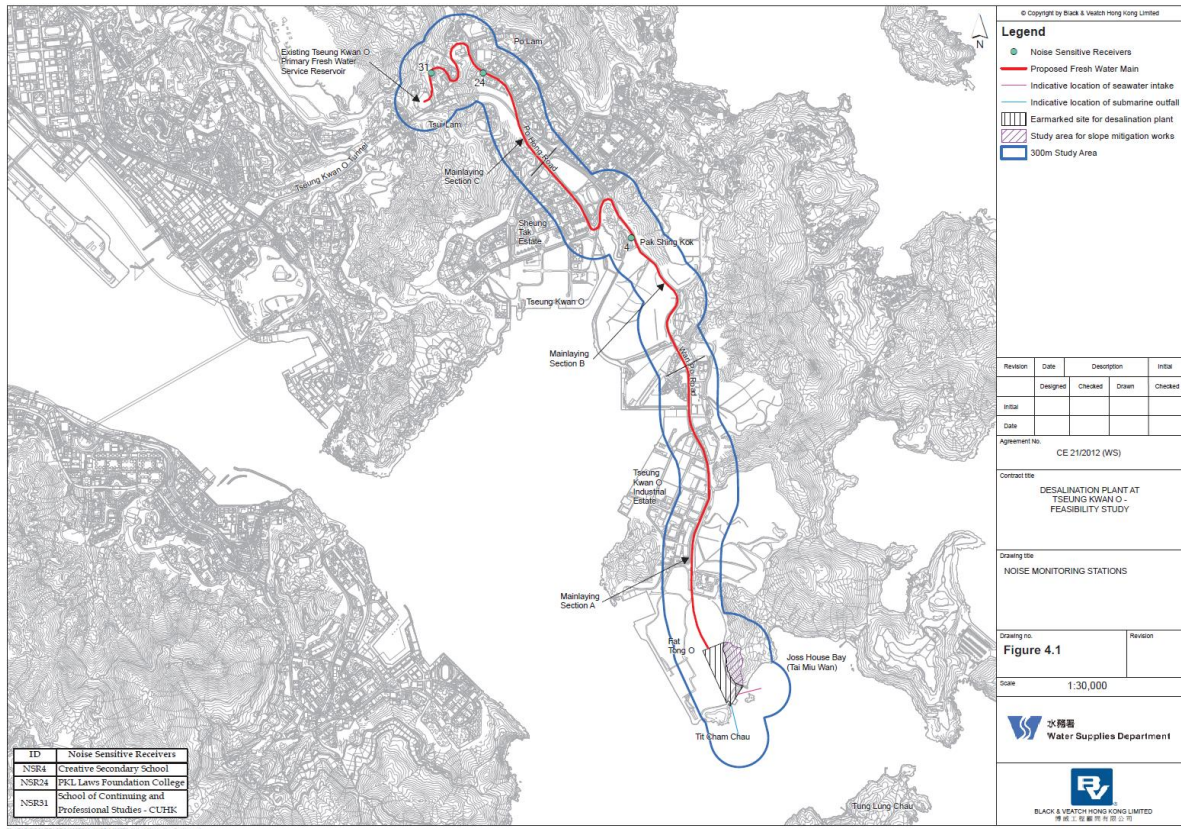 Existing Tseung Kwan O
Primary Fresh Water
Service Reservoir
31
24
Po Lam
N
Tsui Lam
Tseung Kwan O Tunnel
Po Hong Road
Mainlaying
Section C
Sheung
Tak
Estate
4
Pak Shing Kok
Tseung Kwan O
Mainlaying
Section B
Wan Po Road
Tseung
Kwan O
Industrial
Estate
Mainlaying
Section A
Fat
Tong O
Joss House Bay
(Tai Miu Wan)
Tit Cham Chau
Tung Lung Chau
ID Noise Sensitive Receivers
NSR4 Creative Secondary School
NSR24 PKL Laws Foundation College
NSR31 School of Continuing and
Professional Studies - CUHK
© Copyright by Black & Veatch Hong Kong Limited
Legend
Noise Sensitive Receivers
Proposed Fresh Water Main
Indicative location of seawater intake
Indicative location of submarine outfall
Earmarked site for desalination plant
Study area for slope mitigation works
300m Study Area
Revision Date Description Initial
Designed Checked Drawn Checked
Initial
Date
Agreement No.
CE 21/2012 (WS)
Contract title
DESALINATION PLANT AT
TSEUNG KWAN O -
FEASIBILITY STUDY
Drawing title
NOISE MONITORING STATIONS
Drawing no. Revision
Figure 4.1
Scale 1:30,000
水務署
Water Supplies Department
BV
BLACK & VEATCH HONG KONG LIMITED
博威工程顧問有限公司